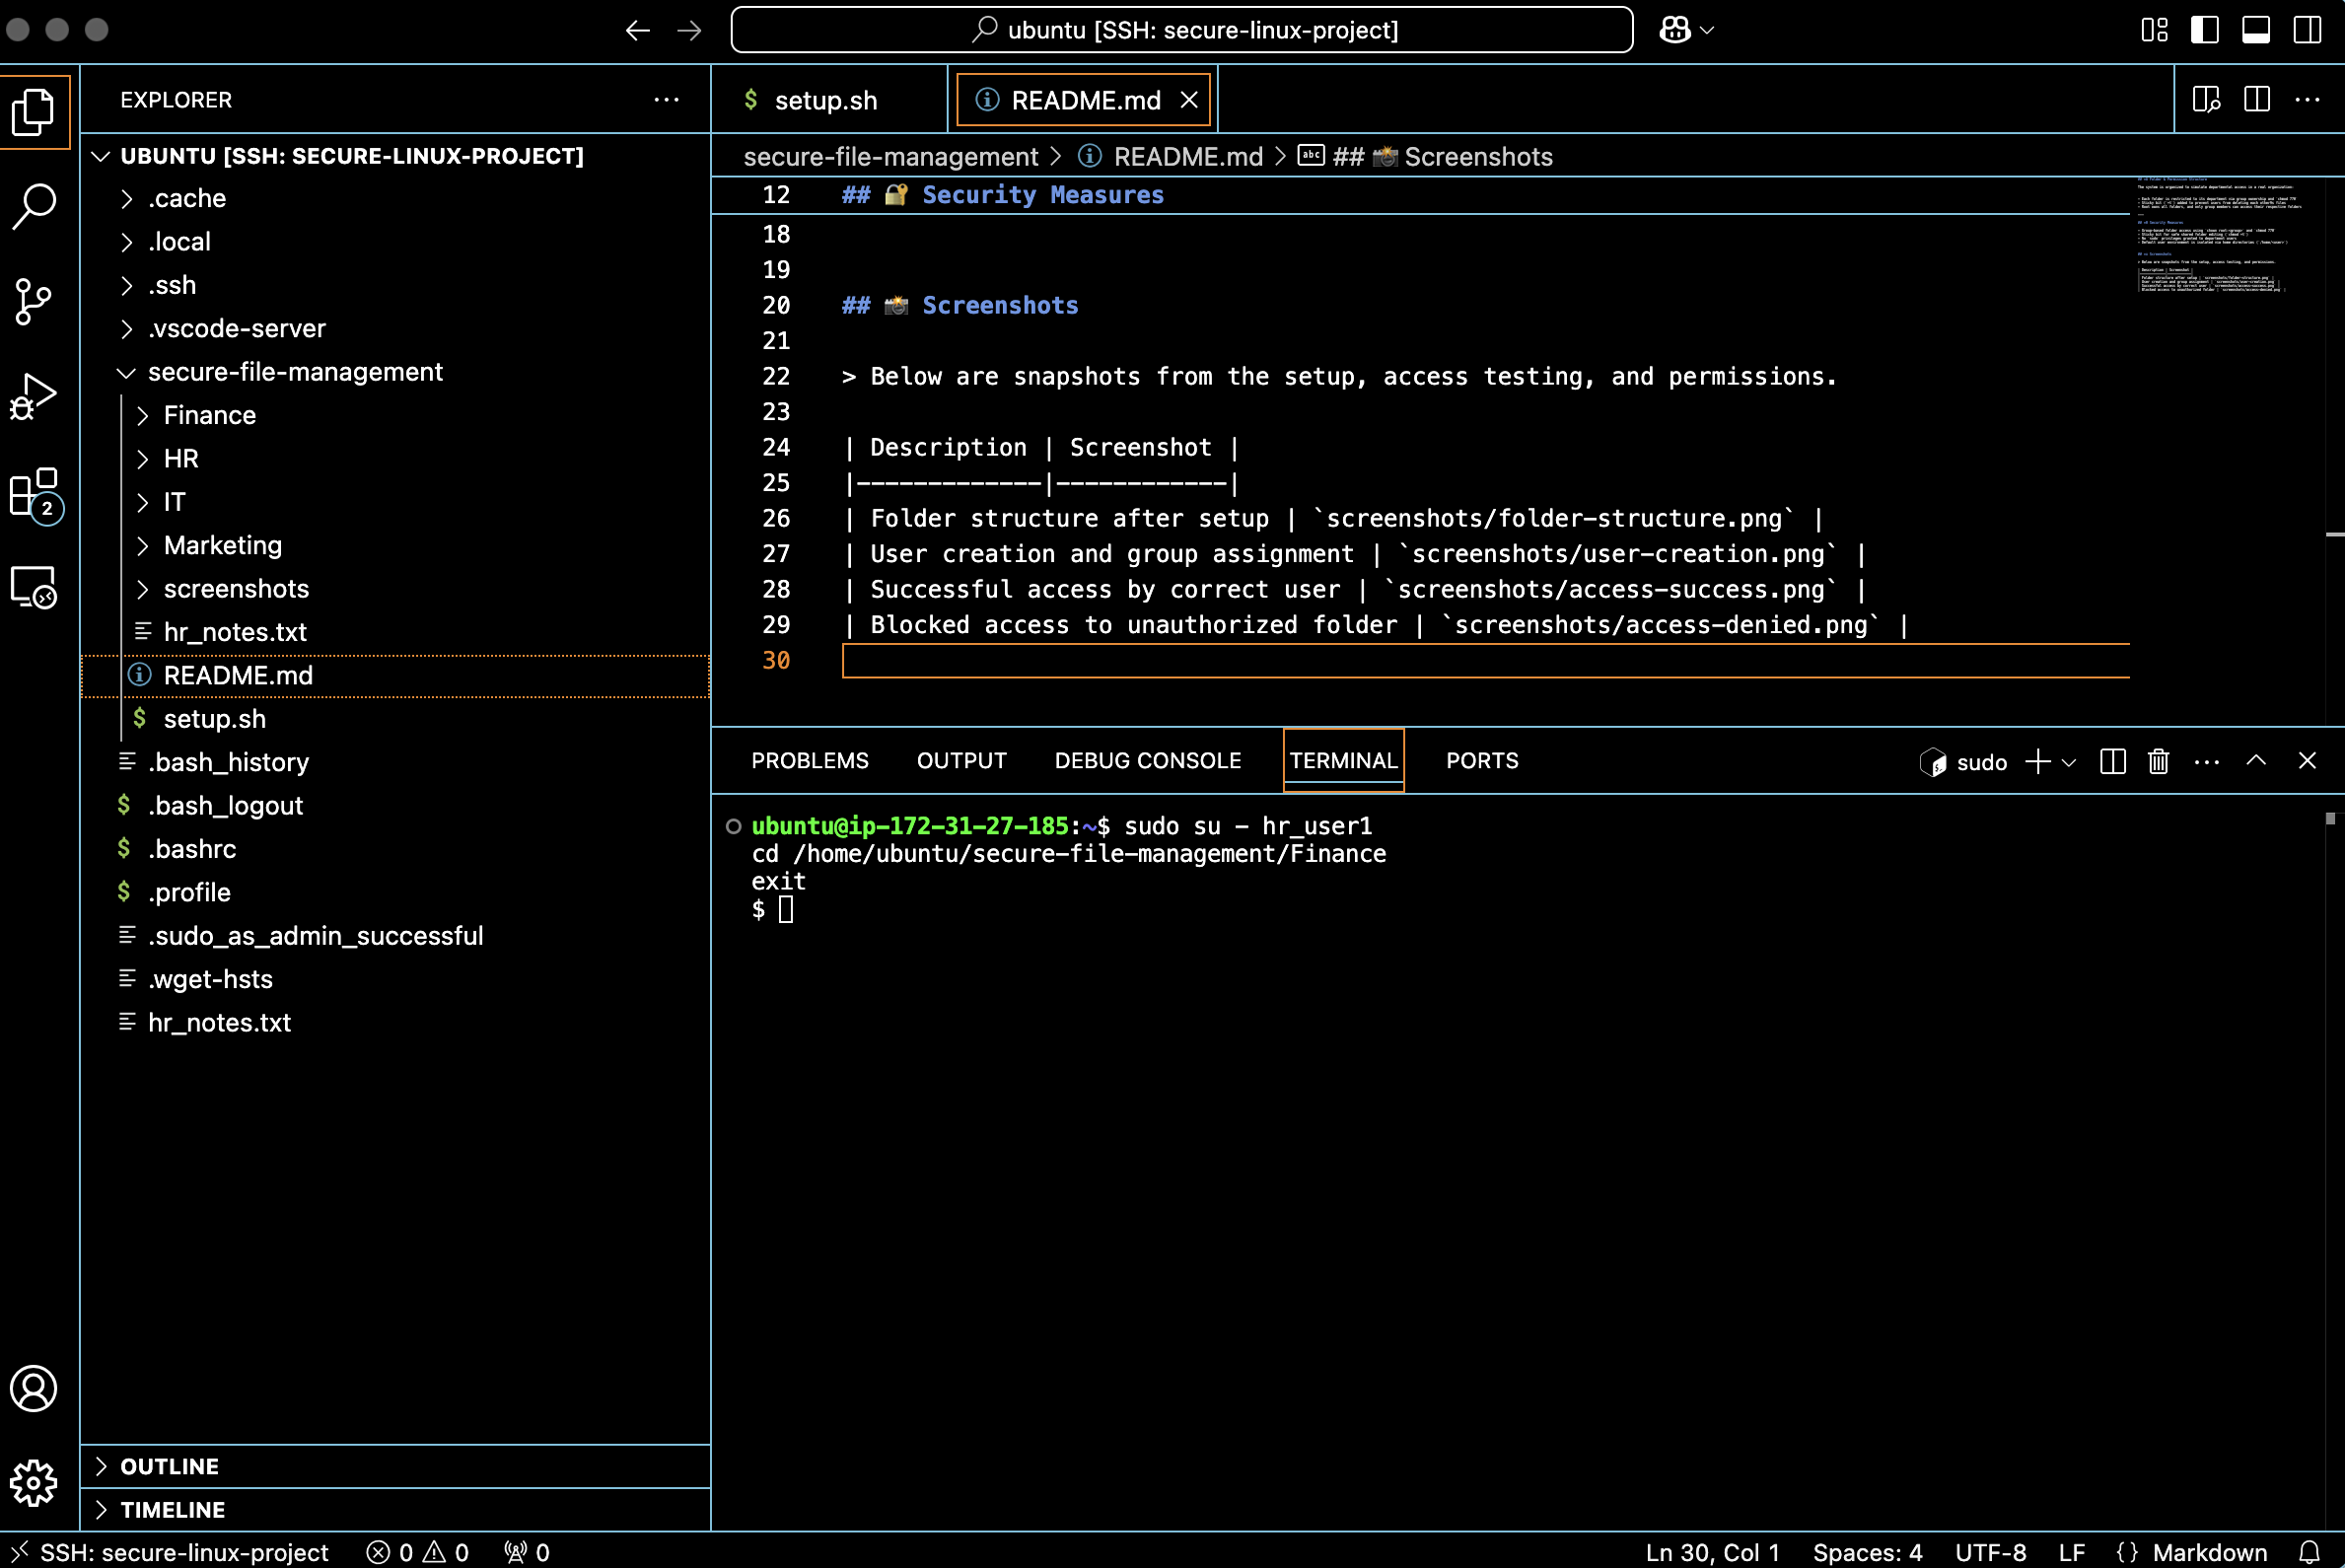 ubuntu [SSH: secure-linux-project]
EXPLORER
setup.sh
README.md
UBUNTU [SSH: SECURE-LINUX-PROJECT]
.cache
.local
.ssh
.vscode-server
secure-file-management
Finance
HR
IT
Marketing
screenshots
hr_notes.txt
README.md
$ setup.sh
.bash_history
$ .bash_logout
$ .bashrc
$ .profile
.sudo_as_admin_successful
.wget-hsts
hr_notes.txt
OUTLINE
TIMELINE
secure-file-management > README.md > abc ## 📸 Screenshots
12 ## 🔐 Security Measures
18
19
20 ## 📸 Screenshots
21
22 > Below are snapshots from the setup, access testing, and permissions.
23
24 | Description | Screenshot |
25 |-------------|------------|
26 | Folder structure after setup | `screenshots/folder-structure.png` |
27 | User creation and group assignment | `screenshots/user-creation.png` |
28 | Successful access by correct user | `screenshots/access-success.png` |
29 | Blocked access to unauthorized folder | `screenshots/access-denied.png` |
30
PROBLEMS OUTPUT DEBUG CONSOLE TERMINAL PORTS
sudo
ubuntu@ip-172-31-27-185:~$ sudo su - hr_user1
cd /home/ubuntu/secure-file-management/Finance
exit
$
2
SSH: secure-linux-project 0 0 0
Ln 30, Col 1 Spaces: 4 UTF-8 LF {} Markdown